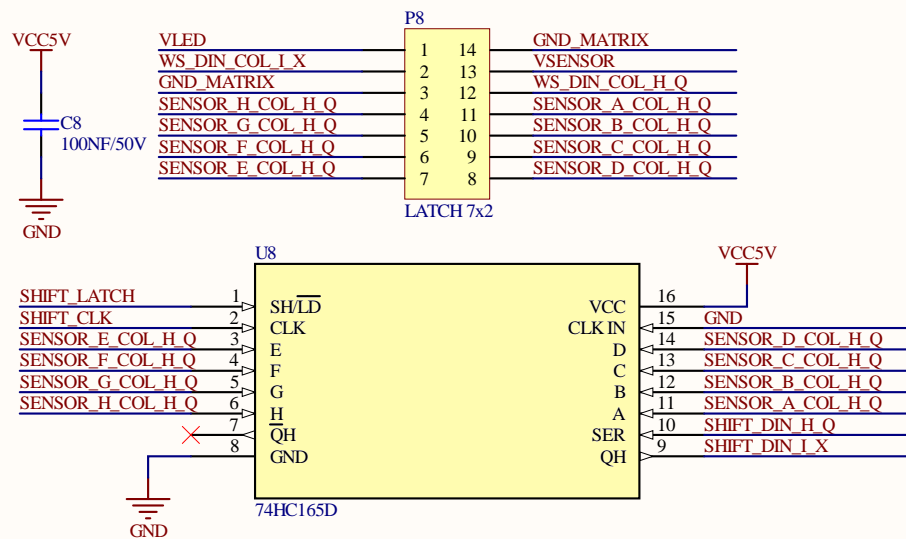 P8
VCC5V
C8
100NF/50V
GND
VLED 1 14 GND_MATRIX
WS_DIN_COL_I_X 2 13 VSENSOR
GND_MATRIX 3 12 WS_DIN_COL_H_Q
SENSOR_H_COL_H_Q 4 11 SENSOR_A_COL_H_Q
SENSOR_G_COL_H_Q 5 10 SENSOR_B_COL_H_Q
SENSOR_F_COL_H_Q 6 9 SENSOR_C_COL_H_Q
SENSOR_E_COL_H_Q 7 8 SENSOR_D_COL_H_Q
LATCH 7x2
U8
VCC5V
SHIFT_LATCH 1 SH/L̅D̅ VCC 16
SHIFT_CLK 2 CLK CLK IN 15 GND
SENSOR_E_COL_H_Q 3 E D 14 SENSOR_D_COL_H_Q
SENSOR_F_COL_H_Q 4 F C 13 SENSOR_C_COL_H_Q
SENSOR_G_COL_H_Q 5 G B 12 SENSOR_B_COL_H_Q
SENSOR_H_COL_H_Q 6 H A 11 SENSOR_A_COL_H_Q
7 Q̅H SER 10 SHIFT_DIN_H_Q
8 GND QH 9 SHIFT_DIN_I_X
GND
74HC165D